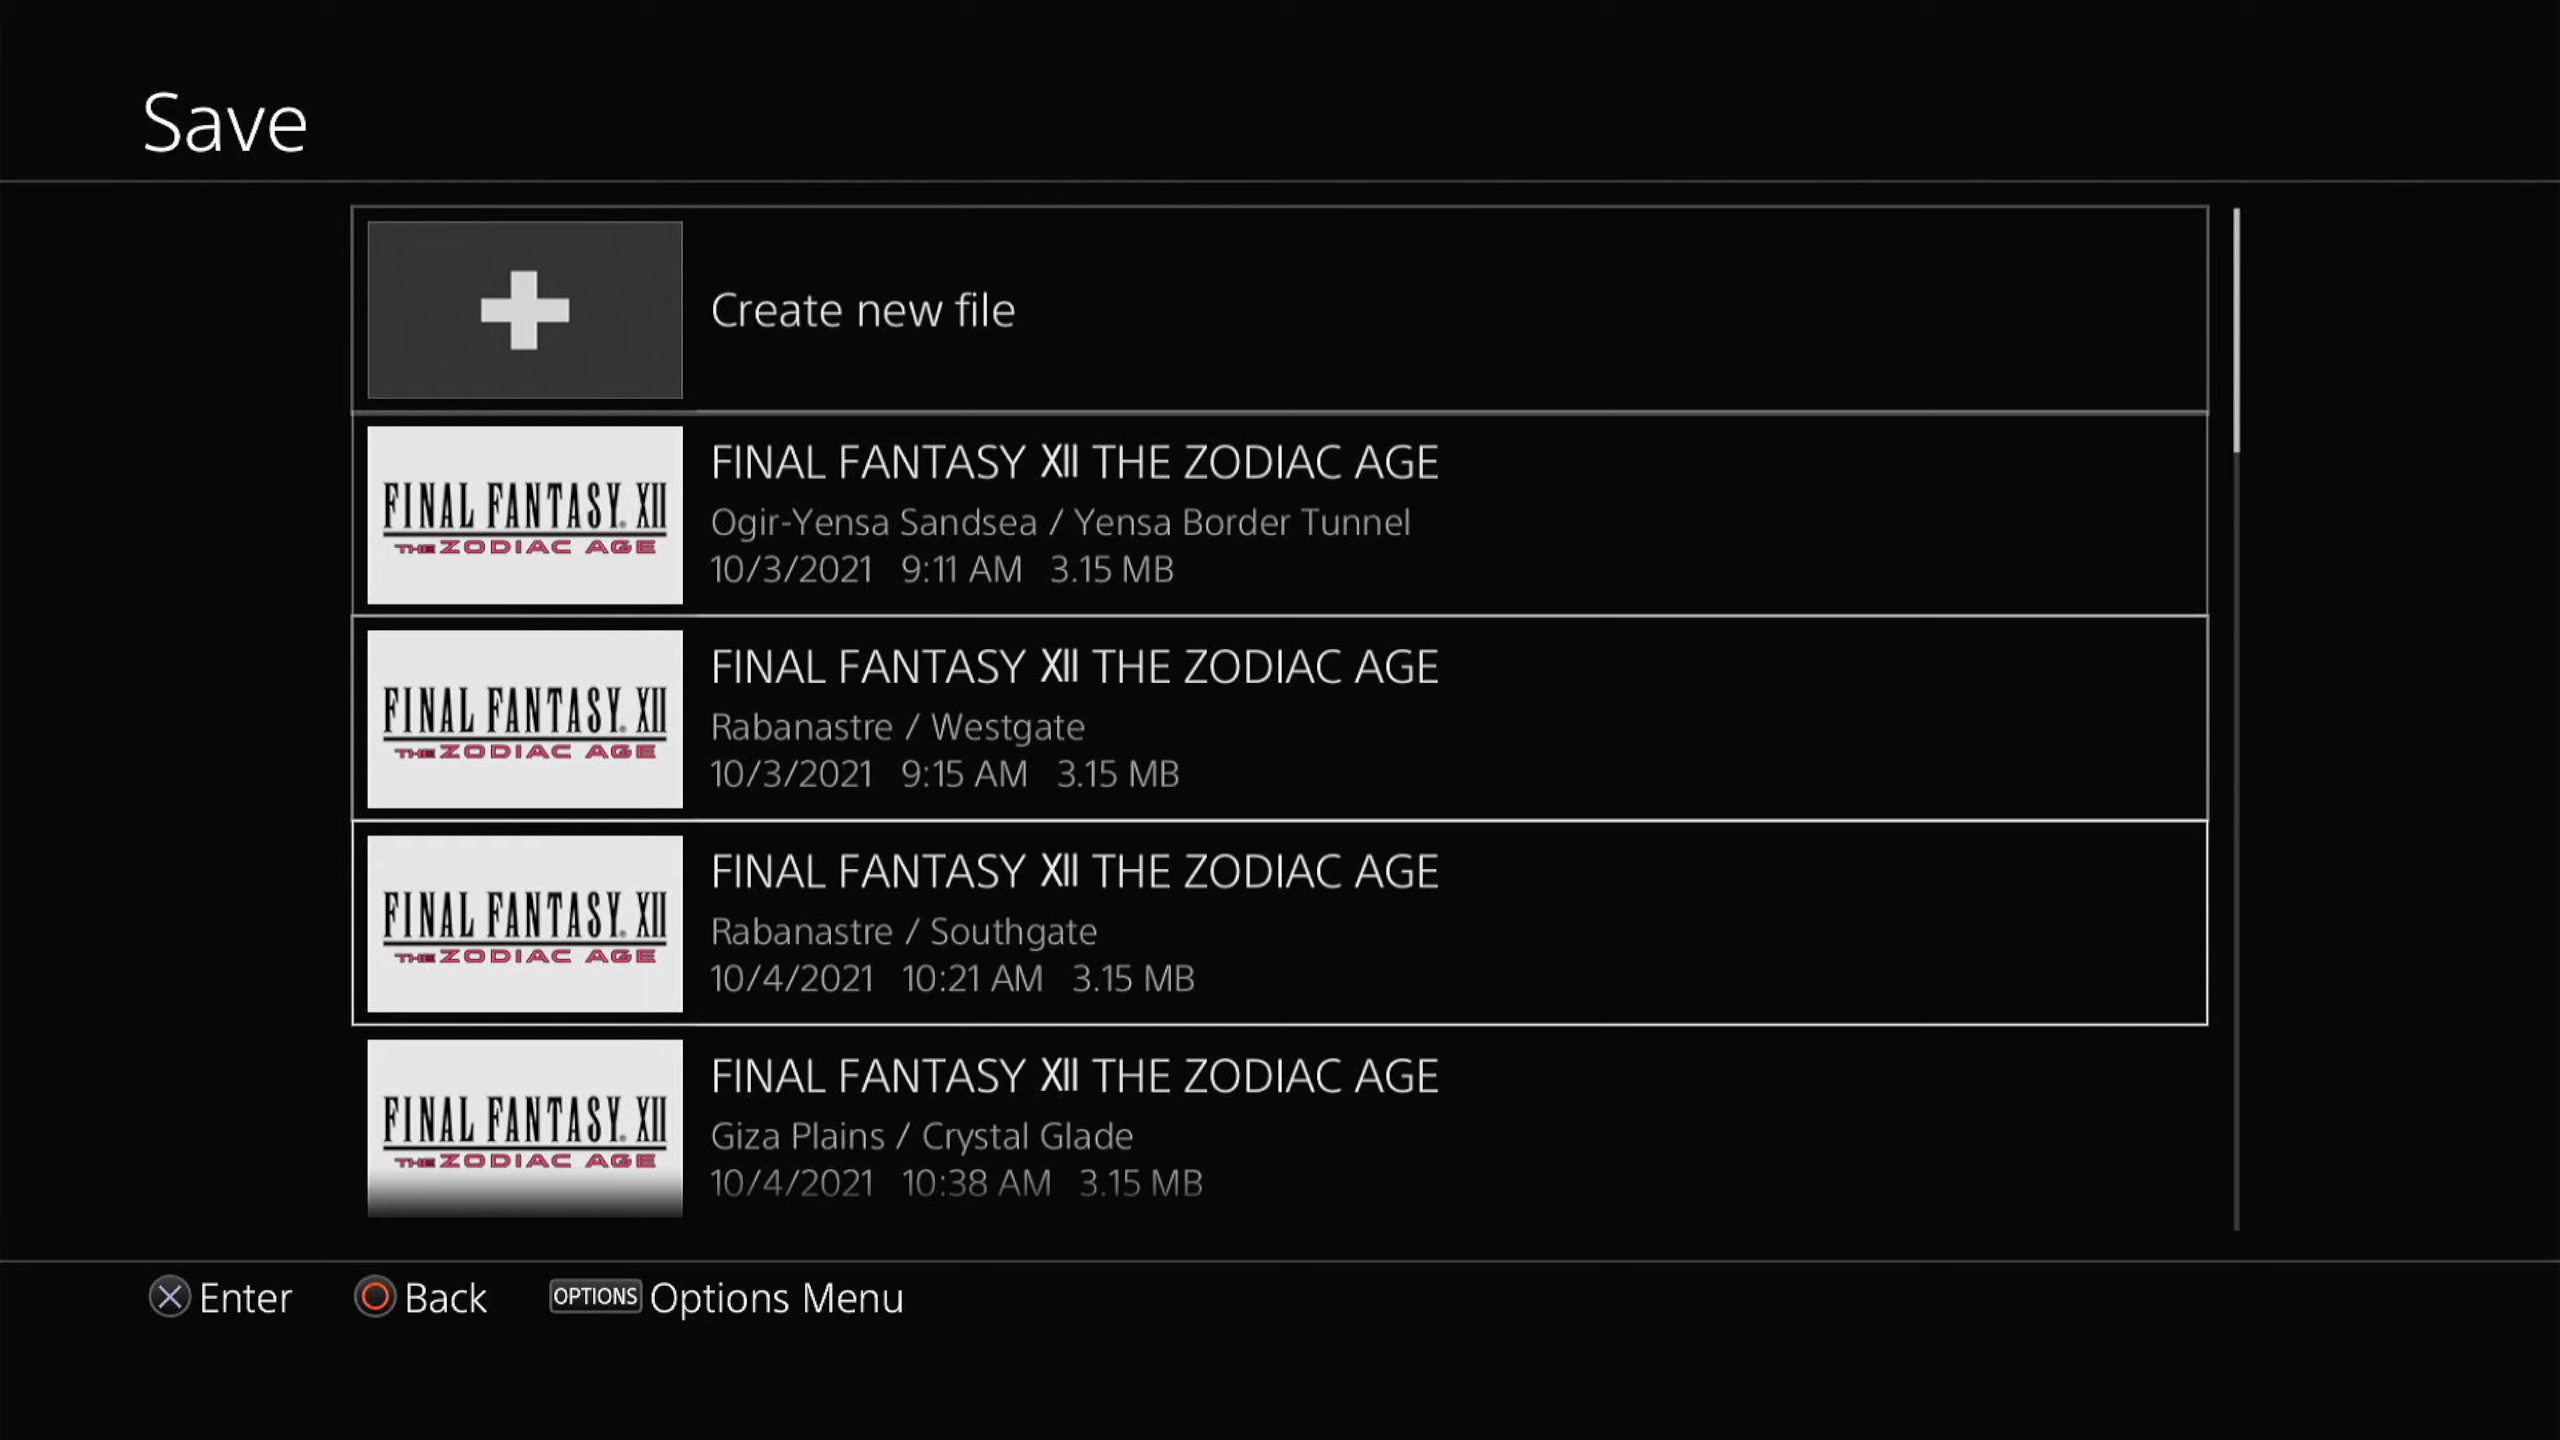 Save
Create new file
FINAL FANTASY XII THE ZODIAC AGE
Ogir-Yensa Sandsea / Yensa Border Tunnel
10/3/2021 9:11 AM 3.15 MB
FINAL FANTASY. XII
THE ZODIAC AGE
FINAL FANTASY XII THE ZODIAC AGE
Rabanastre / Westgate
10/3/2021 9:15 AM 3.15 MB
FINAL FANTASY. XII
THE ZODIAC AGE
FINAL FANTASY XII THE ZODIAC AGE
Rabanastre / Southgate
10/4/2021 10:21 AM 3.15 MB
FINAL FANTASY. XII
THE ZODIAC AGE
FINAL FANTASY XII THE ZODIAC AGE
Giza Plains / Crystal Glade
10/4/2021 10:38 AM 3.15 MB
FINAL FANTASY. XII
THE ZODIAC AGE
Enter Back OPTIONS Options Menu